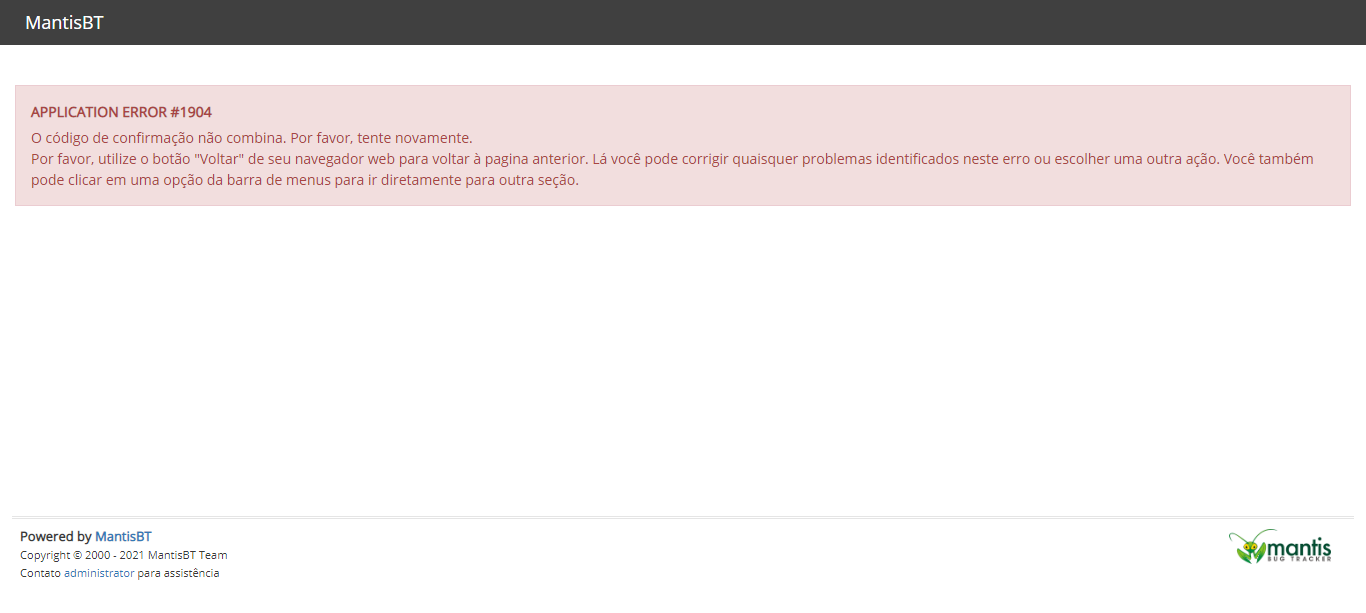 MantisBT
APPLICATION ERROR #1904
O código de confirmação não combina. Por favor, tente novamente.
Por favor, utilize o botão "Voltar" de seu navegador web para voltar à pagina anterior. Lá você pode corrigir quaisquer problemas identificados neste erro ou escolher uma outra ação. Você também
pode clicar em uma opção da barra de menus para ir diretamente para outra seção.
Powered by MantisBT
Copyright © 2000 - 2021 MantisBT Team
Contato administrator para assistência
mantis
BUG TRACKER